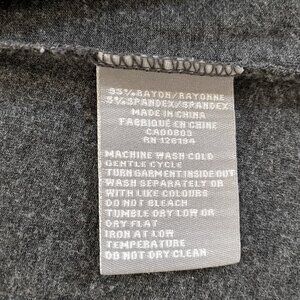 95% RAYON/RAYONNE
5% SPANDEX/SPANDEX
MADE IN CHINA
FABRIQUÉ EN CHINE
CA00803
RN 126194
MACHINE WASH COLD
GENTLE CYCLE
TURN GARMENT INSIDE OUT
WASH SEPARATELY OR
WITH LIKE COLOURS
DO NOT BLEACH
TUMBLE DRY LOW OR
DRY FLAT
IRON AT LOW
TEMPERATURE
DO NOT DRY CLEAN